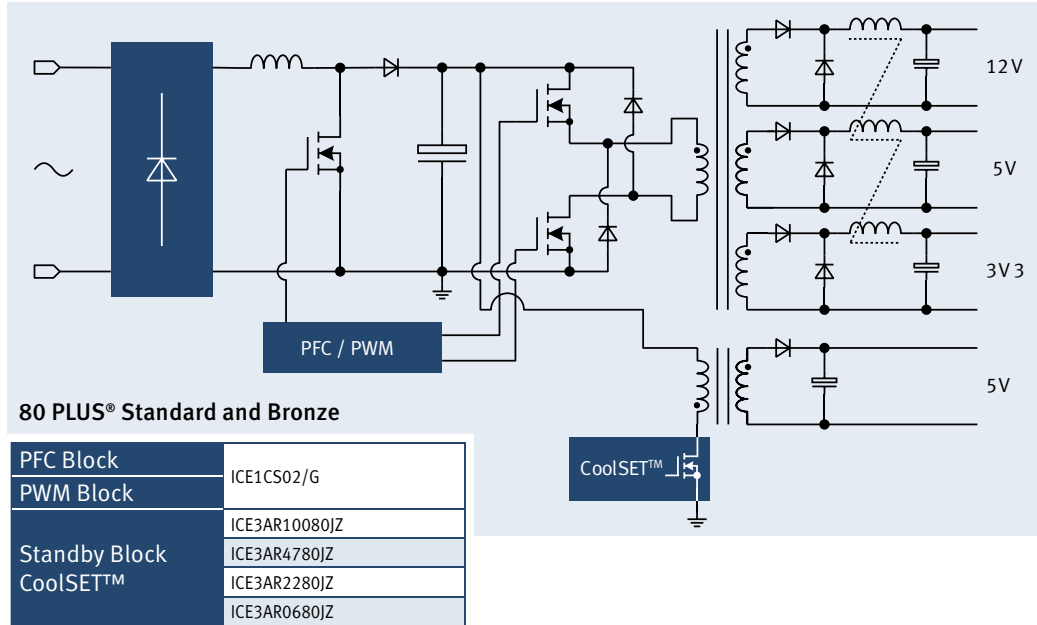 12V
5V
3V3
PFC / PWM
5V
80 PLUS® Standard and Bronze
CoolSET™
PFC Block
ICE1CS02/G
PWM Block
Standby Block
CoolSET™
ICE3AR10080JZ
ICE3AR4780JZ
ICE3AR2280JZ
ICE3AR0680JZ